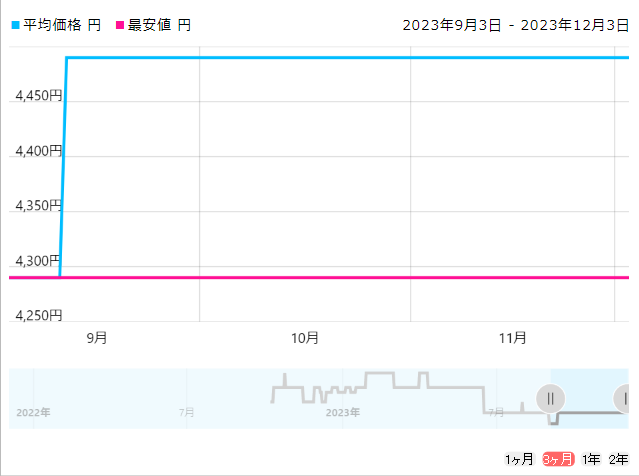 平均価格 円 最安値 円 2023年9月3日 - 2023年12月3日
4,450円
4,400円
4,350円
4,300円
4,250円
9月 10月 11月
2022年 7月 2023年 7月
1ヶ月 3ヶ月 1年 2年